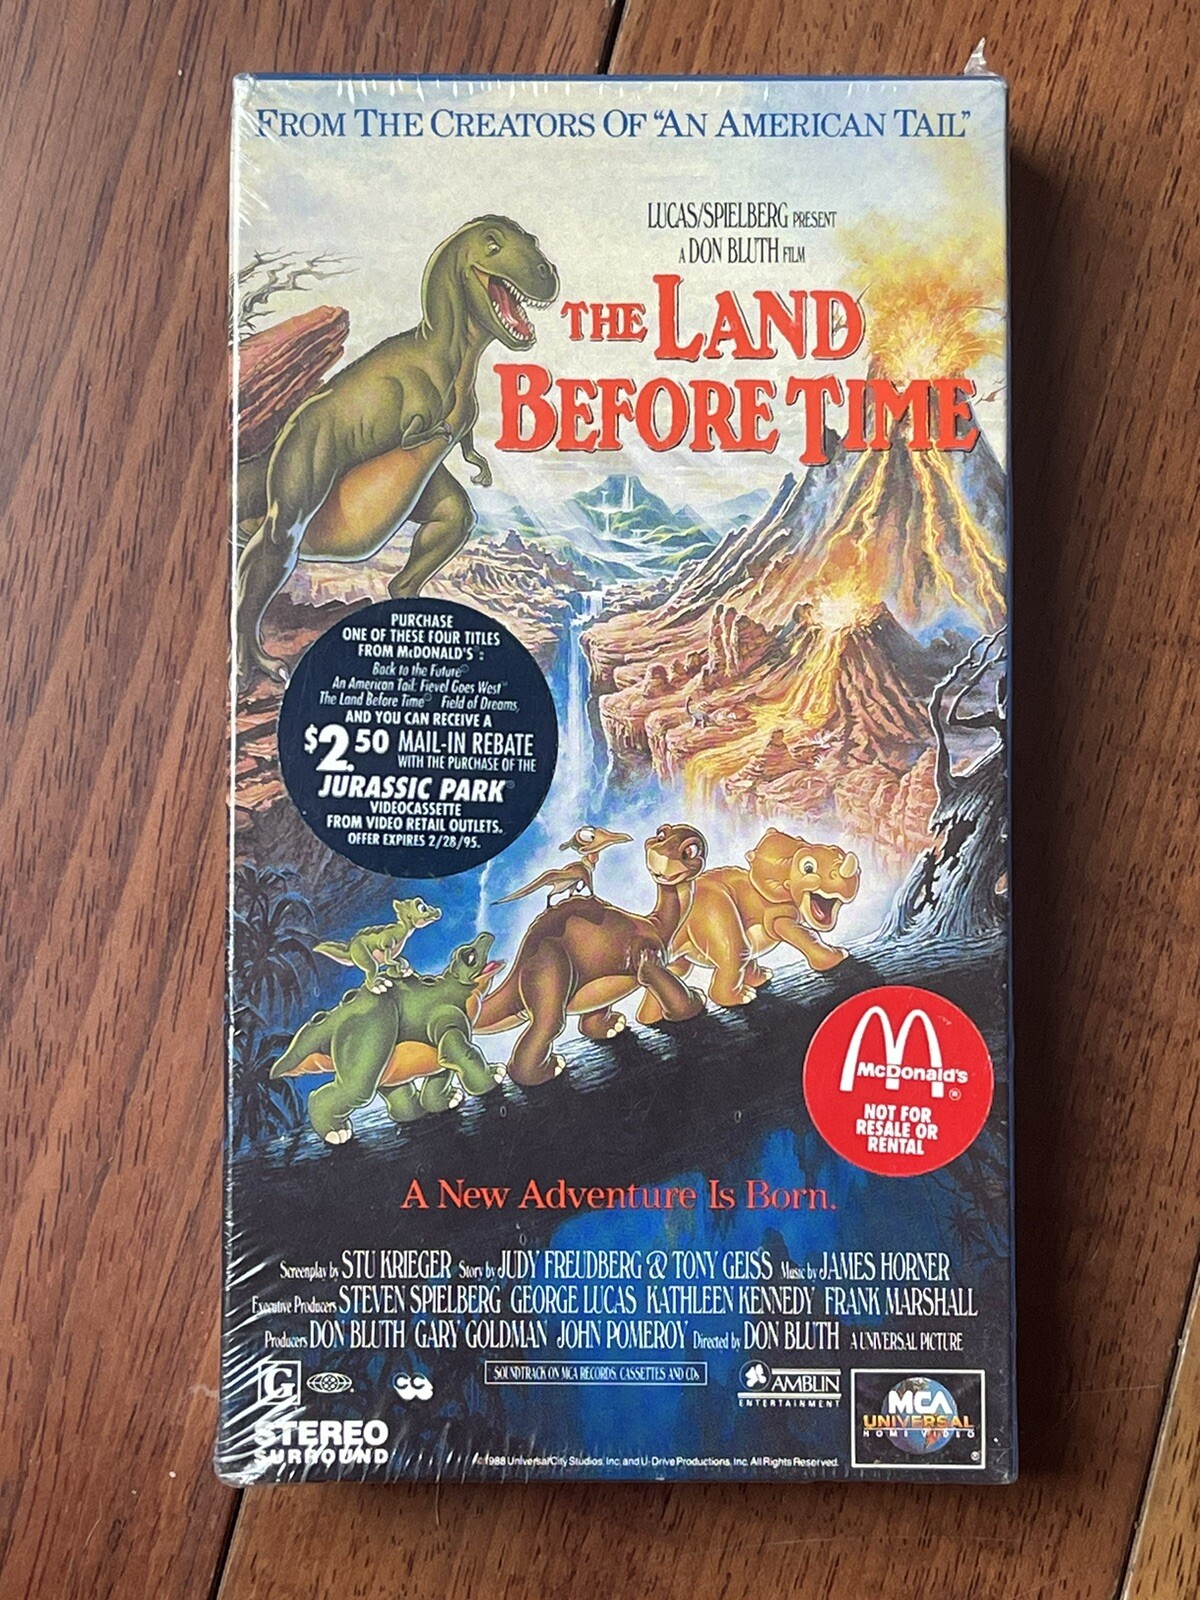 FROM THE CREATORS OF "AN AMERICAN TAIL"
LUCAS/SPIELBERG PRESENT
A DON BLUTH FILM
THE LAND
BEFORE TIME
PURCHASE
ONE OF THESE FOUR TITLES
FROM McDONALD'S :
Back to the Future
An American Tail: Fievel Goes West
The Land Before Time Field of Dreams,
AND YOU CAN RECEIVE A
$2.50 MAIL-IN REBATE
WITH THE PURCHASE OF THE
JURASSIC PARK
VIDEOCASSETTE
FROM VIDEO RETAIL OUTLETS.
OFFER EXPIRES 2/28/95.
McDonald's
®
NOT FOR
RESALE OR
RENTAL
A New Adventure Is Born.
Screenplay by STU KRIEGER Story by JUDY FREUDBERG & TONY GEISS Music by JAMES HORNER
Executive Producers STEVEN SPIELBERG GEORGE LUCAS KATHLEEN KENNEDY FRANK MARSHALL
Producers DON BLUTH GARY GOLDMAN JOHN POMEROY Directed by DON BLUTH A UNIVERSAL PICTURE
G
CC
SOUNDTRACK ON MCA RECORDS, CASSETTES AND CDs
AMBLIN
ENTERTAINMENT
MCA
UNIVERSAL
HOME VIDEO
®
STEREO
SURROUND
©1988 Universal City Studios, Inc. and U-Drive Productions, Inc. All Rights Reserved.